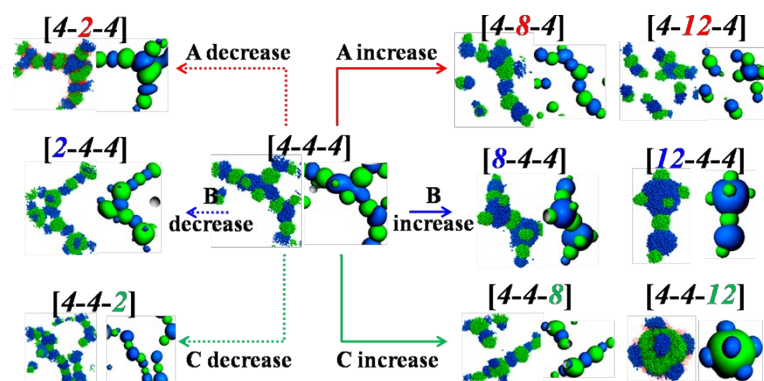 [4-2-4]
A decrease
A increase
[4-8-4]
[4-12-4]
[2-4-4]
[4-4-4]
[8-4-4]
[12-4-4]
B
decrease
B
increase
[4-4-2]
C decrease
C increase
[4-4-8]
[4-4-12]